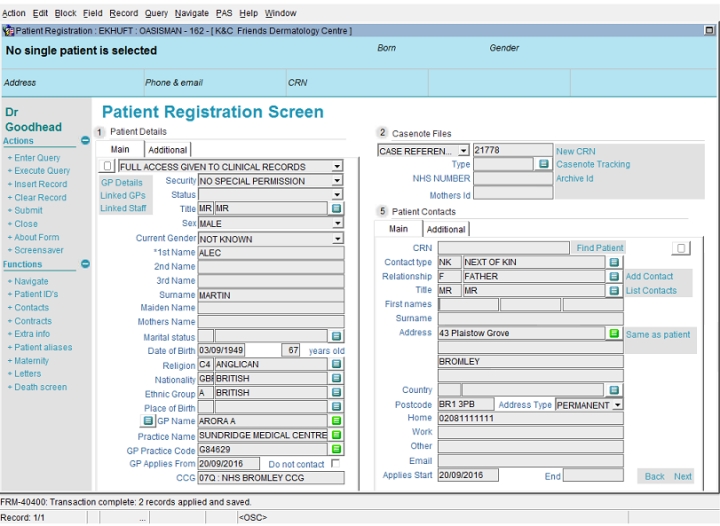 Action Edit Block Field Record Query Navigate PAS Help Window
Patient Registration : EKHUFT : OASISMAN - 162 - [ K&C Friends Dermatology Centre ]
No single patient is selected
Born
Gender
Address
Phone & email
CRN
Dr
Goodhead
Actions
+ Enter Query
+ Execute Query
+ Insert Record
+ Clear Record
+ Submit
+ Close
+ About Form
+ Screensaver
Functions
+ Navigate
+ Patient ID's
+ Contacts
+ Contracts
+ Extra info
+ Patient aliases
+ Maternity
+ Letters
+ Death screen
Patient Registration Screen
1 Patient Details
Main Additional
FULL ACCESS GIVEN TO CLINICAL RECORDS
GP Details
Linked GPs
Linked Staff
Security NO SPECIAL PERMISSION
Status
Title MR MR
Sex MALE
Current Gender NOT KNOWN
*1st Name ALEC
2nd Name
3rd Name
Surname MARTIN
Maiden Name
Mothers Name
Marital status
Date of Birth 03/09/1949 67 years old
Religion C4 ANGLICAN
Nationality GBF BRITISH
Ethnic Group A BRITISH
Place of Birth
GP Name ARORA A
Practice Name SUNDRIDGE MEDICAL CENTRE
GP Practice Code G84629
GP Applies From 20/09/2016 Do not contact
CCG 07Q : NHS BROMLEY CCG
2 Casenote Files
CASE REFEREN... 21778 New CRN
Type Casenote Tracking
NHS NUMBER Archive Id
Mothers Id
5 Patient Contacts
Main Additional
CRN Find Patient
Contact type NK NEXT OF KIN
Relationship F FATHER Add Contact
Title MR MR List Contacts
First names
Surname
Address 43 Plaistow Grove Same as patient
BROMLEY
Country
Postcode BR1 3PB Address Type PERMANENT
Home 02081111111
Work
Other
Email
Applies Start 20/09/2016 End Back Next
FRM-40400: Transaction complete: 2 records applied and saved.
Record: 1/1 ... <OSC>